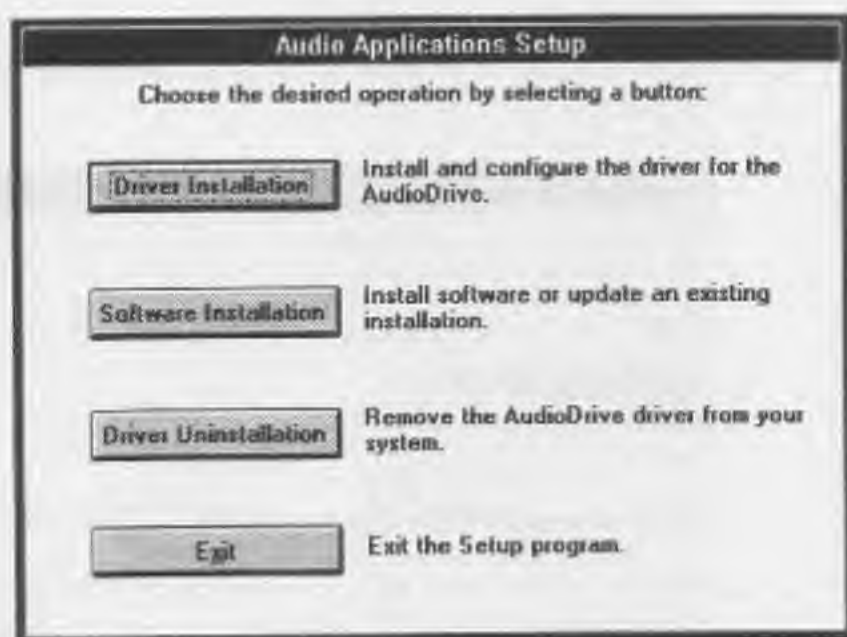 Audio Applications Setup
Choose the desired operation by selecting a button:
Driver Installation
Install and configure the driver for the
AudioDrive.
Software Installation
Install software or update an existing
installation.
Driver Uninstallation
Remove the AudioDrive driver from your
system.
Exit
Exit the Setup program.